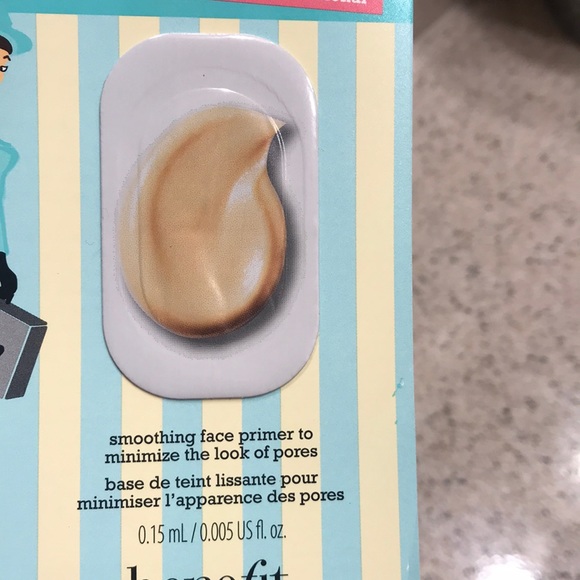 smoothing face primer to
minimize the look of pores
base de teint lissante pour
minimiser l'apparence des pores
0.15 mL / 0.005 US fl. oz.
benefit